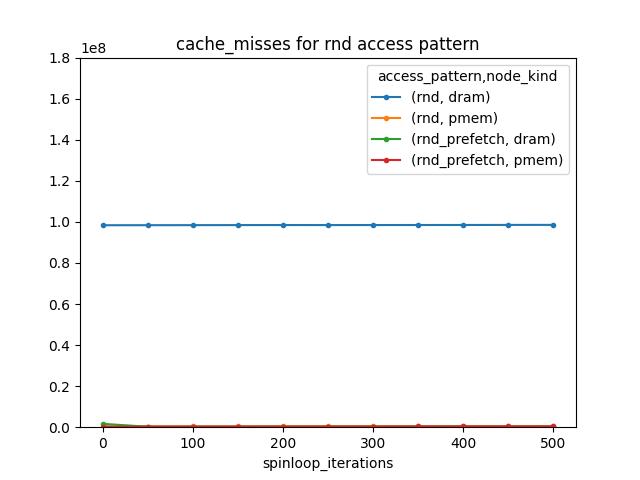 cache_misses for rnd access pattern
1e8
1.8
1.6
1.4
1.2
1.0
0.8
0.6
0.4
0.2
0.0
access_pattern,node_kind
(rnd, dram)
(rnd, pmem)
(rnd_prefetch, dram)
(rnd_prefetch, pmem)
0 100 200 300 400 500
spinloop_iterations